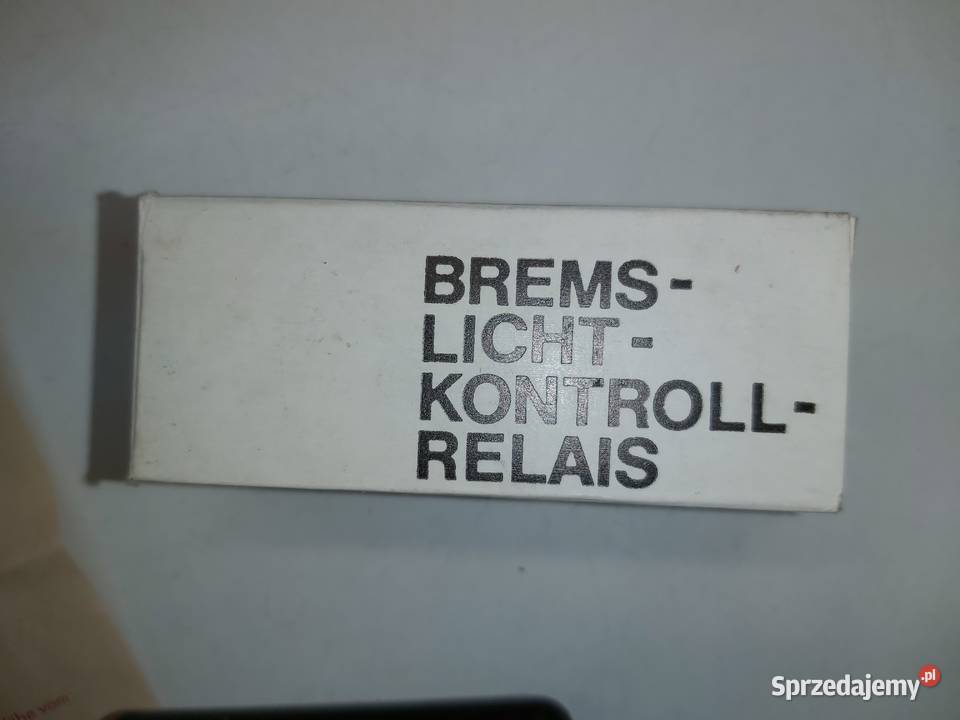 BREMS-
LICHT-
KONTROLL-
RELAIS
Sprzedajemy.pl